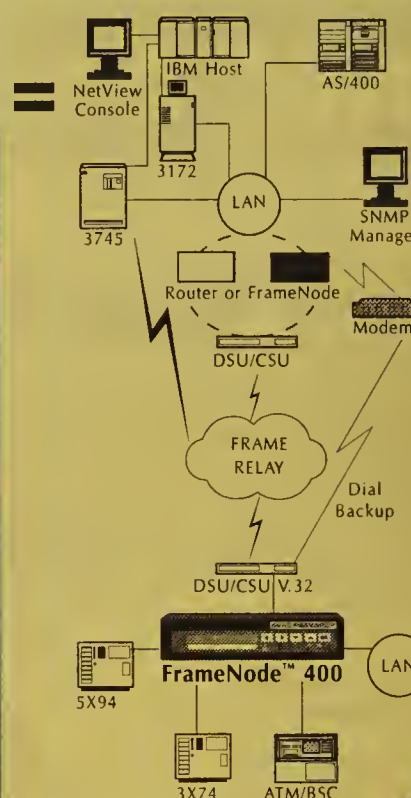 IBM Host
AS/400
NetView
Console
3172
LAN
3745
SNMP
Manage
Router or FrameNode
Modem
DSU/CSU
FRAME
RELAY
Dial
Backup
DSU/CSU V.32
FrameNode™ 400
LAN
5X94
3X74
ATM/BSC